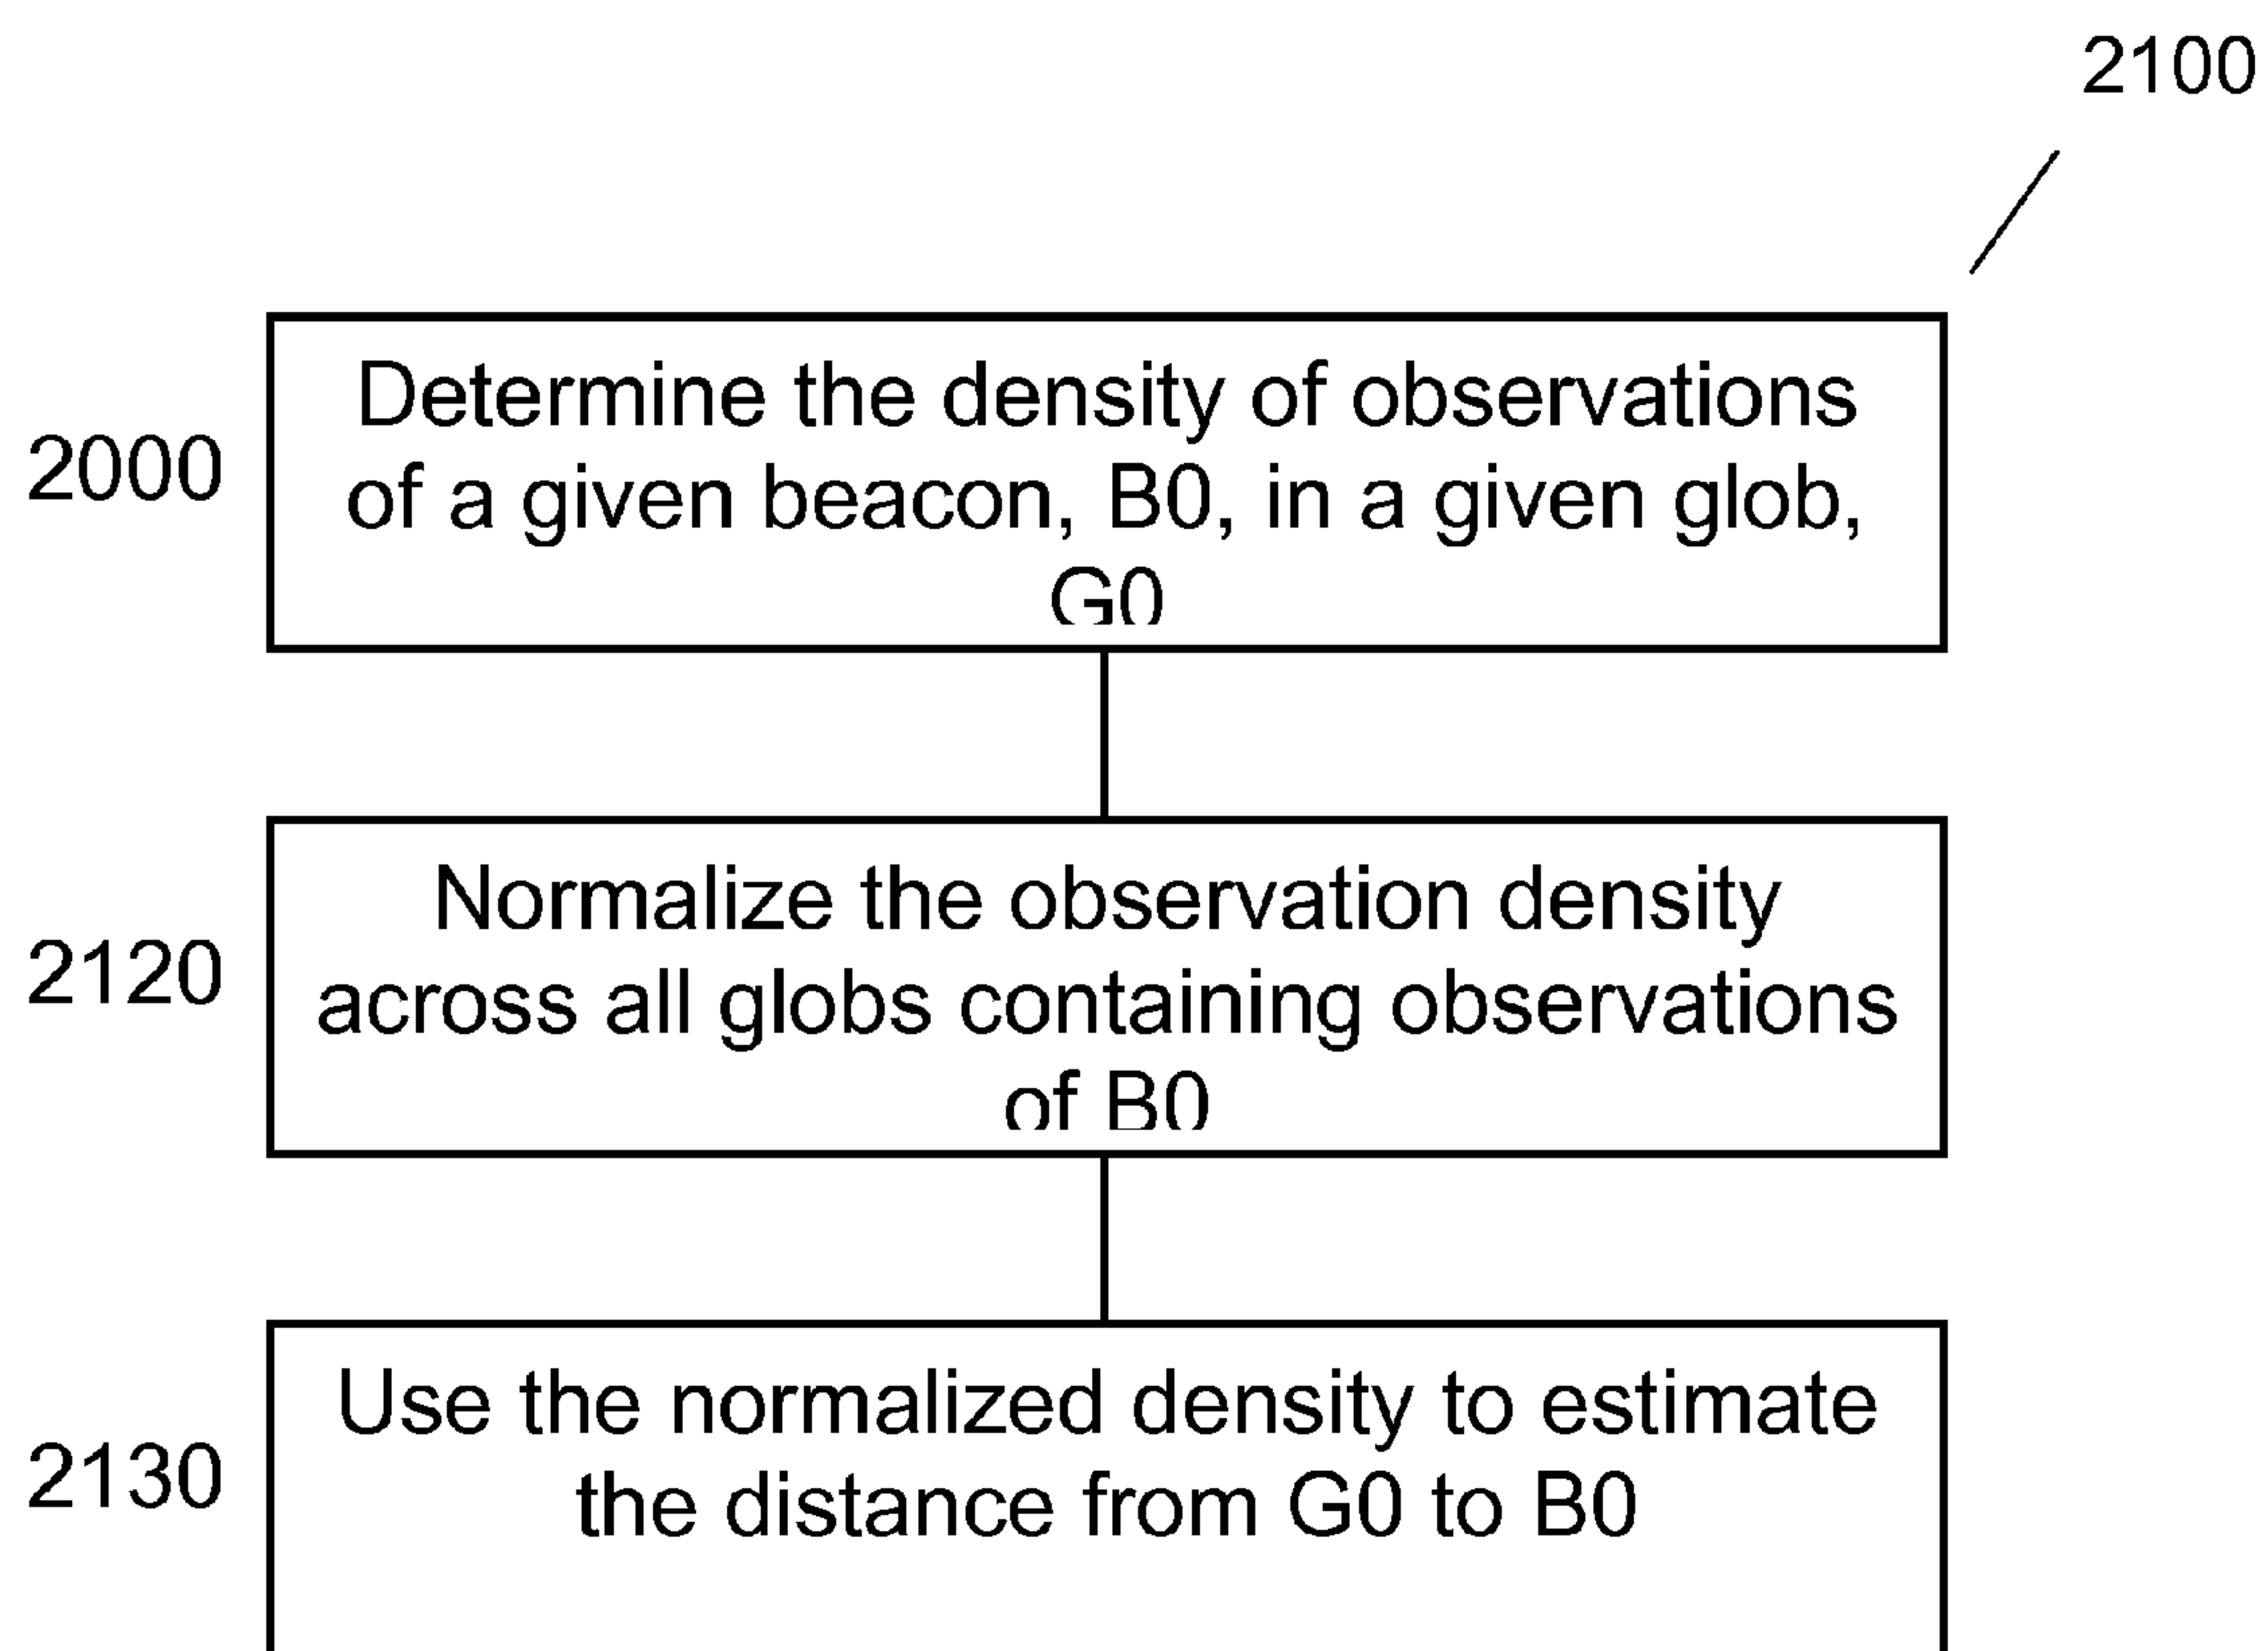 2100
2000
Determine the density of observations
of a given beacon, B0, in a given glob,
G0
2120
Normalize the observation density
across all globs containing observations
of B0
2130
Use the normalized density to estimate
the distance from G0 to B0